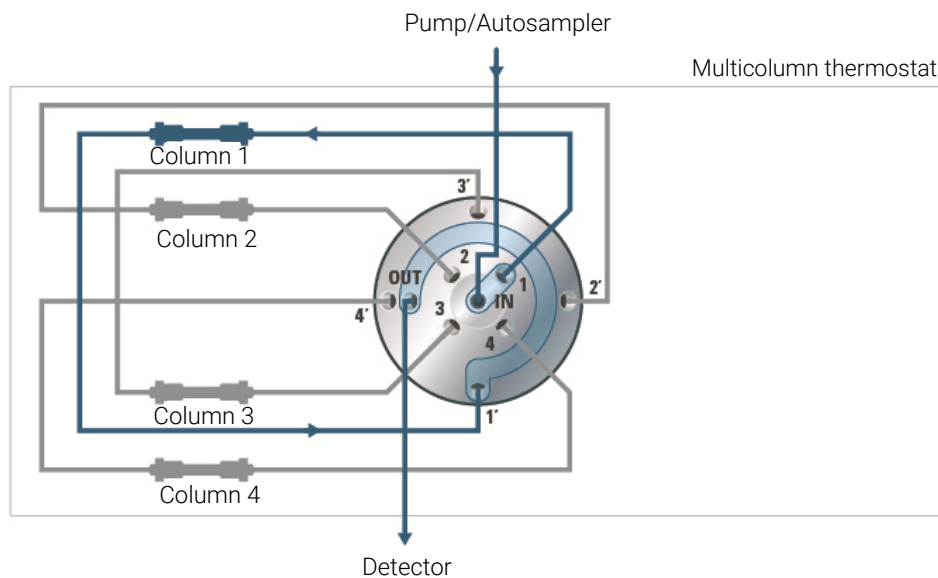 Pump/Autosampler
Multicolumn thermostat
Column 1
3′
Column 2
2
OUT
1
2′
4′
3
IN
4
Column 3
1′
Column 4
Detector